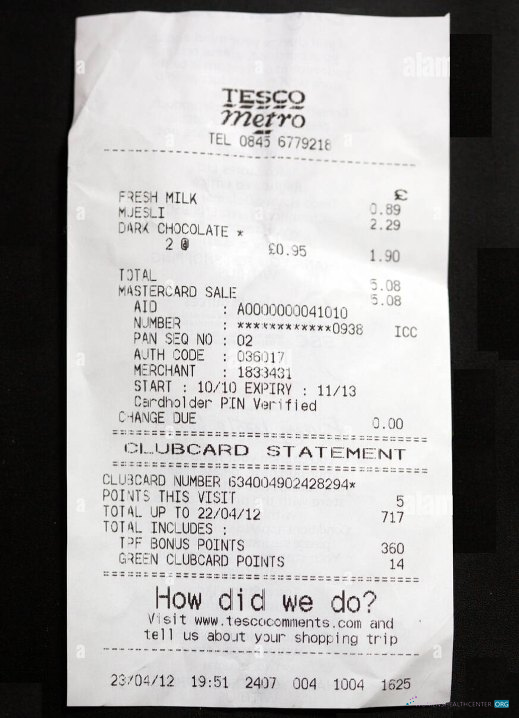 TESCO
Metro
TEL 0845 6779218
£
FRESH MILK 0.89
MUESLI 2.29
DARK CHOCOLATE *
2 @ £0.95 1.90
TOTAL 5.08
MASTERCARD SALE 5.08
AID : A0000000041010
NUMBER : ************0938 ICC
PAN SEQ NO : 02
AUTH CODE : 036017
MERCHANT : 1833431
START : 10/10 EXPIRY : 11/13
Cardholder PIN Verified
CHANGE DUE 0.00
CLUBCARD STATEMENT
CLUBCARD NUMBER 634004902428294*
POINTS THIS VISIT 5
TOTAL UP TO 22/04/12 717
TOTAL INCLUDES :
TPF BONUS POINTS 360
GREEN CLUBCARD POINTS 14
How did we do?
Visit www.tescocomments.com and
tell us about your shopping trip
23/04/12 19:51 2407 004 1004 1625